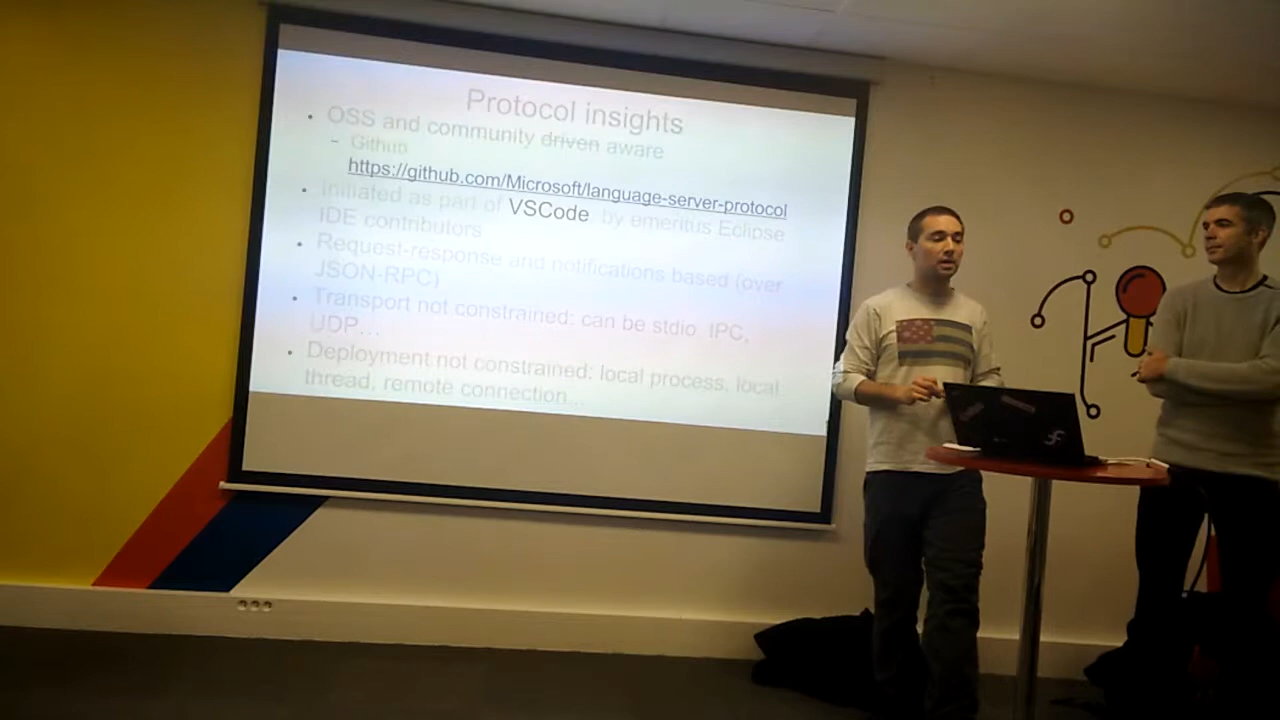 Protocol insights
OSS and community driven aware
Github
https://github.com/Microsoft/language-server-protocol
Initiated as part of VSCode by emeritus Eclipse
IDE contributors
Request-response and notifications based (over
JSON-RPC)
Transport not constrained: can be stdio, IPC,
UDP...
Deployment not constrained: local process, local
thread, remote connection...